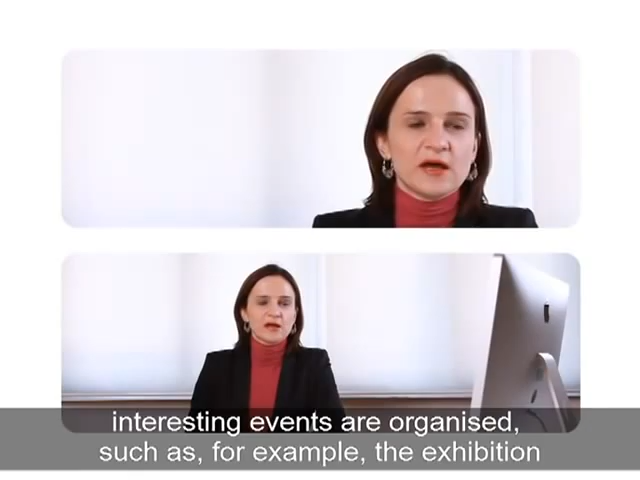 interesting events are organised,
such as, for example, the exhibition